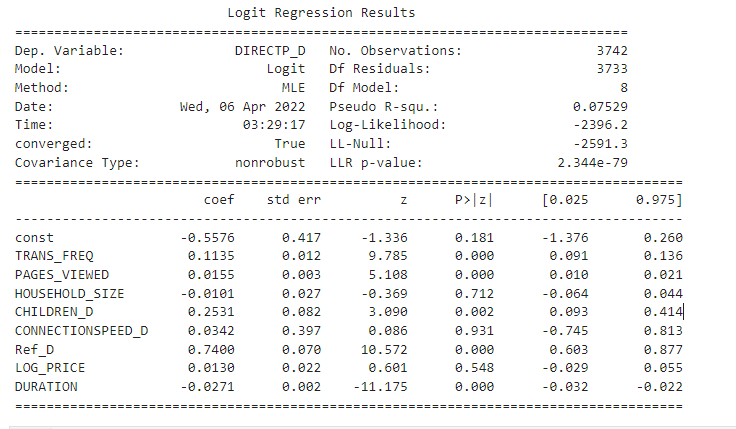 Logit Regression Results
==============================================================================
Dep. Variable: DIRECTP_D No. Observations: 3742
Model: Logit Df Residuals: 3733
Method: MLE Df Model: 8
Date: Wed, 06 Apr 2022 Pseudo R-squ.: 0.07529
Time: 03:29:17 Log-Likelihood: -2396.2
converged: True LL-Null: -2591.3
Covariance Type: nonrobust LLR p-value: 2.344e-79
=====================================================================================
coef std err z P>|z| [0.025 0.975]
-------------------------------------------------------------------------------------
const -0.5576 0.417 -1.336 0.181 -1.376 0.260
TRANS_FREQ 0.1135 0.012 9.785 0.000 0.091 0.136
PAGES_VIEWED 0.0155 0.003 5.108 0.000 0.010 0.021
HOUSEHOLD_SIZE -0.0101 0.027 -0.369 0.712 -0.064 0.044
CHILDREN_D 0.2531 0.082 3.090 0.002 0.093 0.414
CONNECTIONSPEED_D 0.0342 0.397 0.086 0.931 -0.745 0.813
Ref_D 0.7400 0.070 10.572 0.000 0.603 0.877
LOG_PRICE 0.0130 0.022 0.601 0.548 -0.029 0.055
DURATION -0.0271 0.002 -11.175 0.000 -0.032 -0.022
=====================================================================================